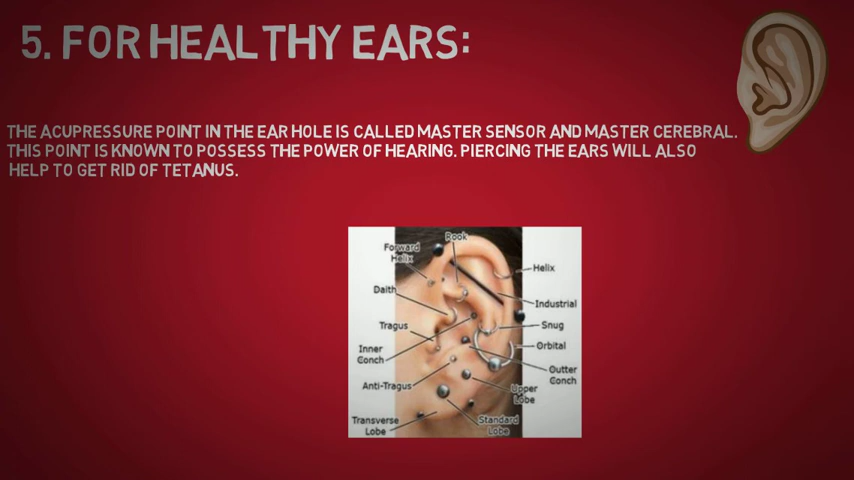 5. FOR HEALTHY EARS:
THE ACUPRESSURE POINT IN THE EAR HOLE IS CALLED MASTER SENSOR AND MASTER CEREBRAL.
THIS POINT IS KNOWN TO POSSESS THE POWER OF HEARING. PIERCING THE EARS WILL ALSO
HELP TO GET RID OF TETANUS.
Rook
Forward
Helix
Helix
Daith
Industrial
Tragus
Snug
Inner
Conch
Orbital
Outter
Conch
Anti-Tragus
Upper
Lobe
Transverse
Lobe
Standard
Lobe